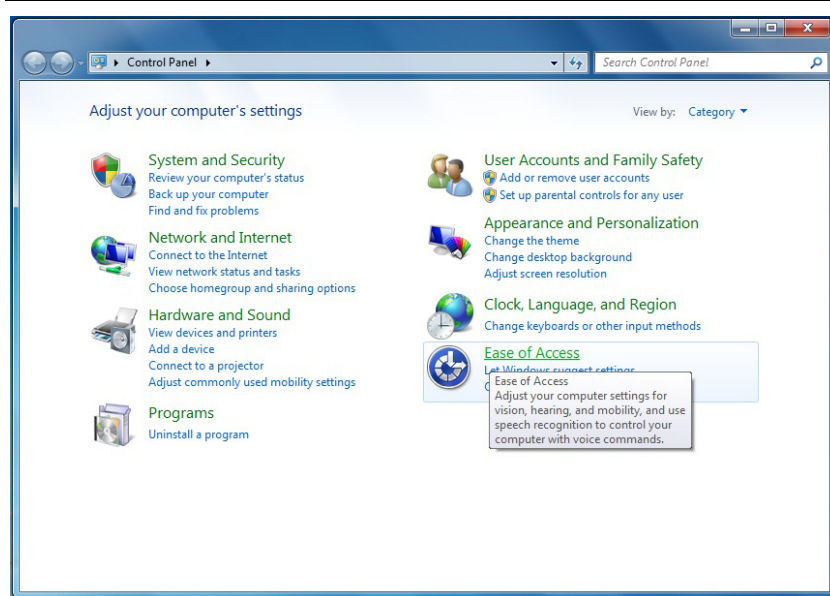 Control Panel
Search Control Panel
Adjust your computer's settings
View by: Category
System and Security
Review your computer's status
Back up your computer
Find and fix problems
Network and Internet
Connect to the Internet
View network status and tasks
Choose homegroup and sharing options
Hardware and Sound
View devices and printers
Add a device
Connect to a projector
Adjust commonly used mobility settings
Programs
Uninstall a program
User Accounts and Family Safety
Add or remove user accounts
Set up parental controls for any user
Appearance and Personalization
Change the theme
Change desktop background
Adjust screen resolution
Clock, Language, and Region
Change keyboards or other input methods
Ease of Access
Let Windows suggest settings
Ease of Access
Adjust your computer settings for
vision, hearing, and mobility, and use
speech recognition to control your
computer with voice commands.